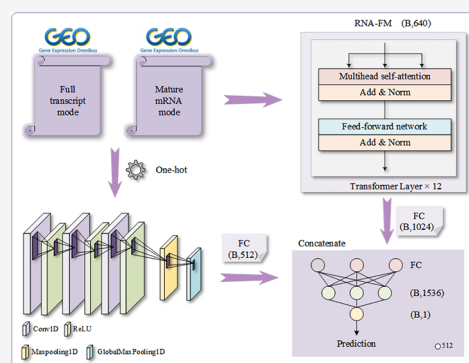 RNA-FM (B,640)
GEO
Gene Expression Omnibus
GEO
Gene Expression Omnibus
Full
transcript
mode
Mature
mRNA
mode
Multihead self-attention
Add & Norm
Feed-forward network
Add & Norm
Transformer Layer × 12
One-hot
FC
(B,1024)
FC
(B,512)
Concatenate
FC
(B,1536)
(B,1)
Prediction
512
Conv1D
ReLU
Maxpooling1D
GlobalMaxPooling1D